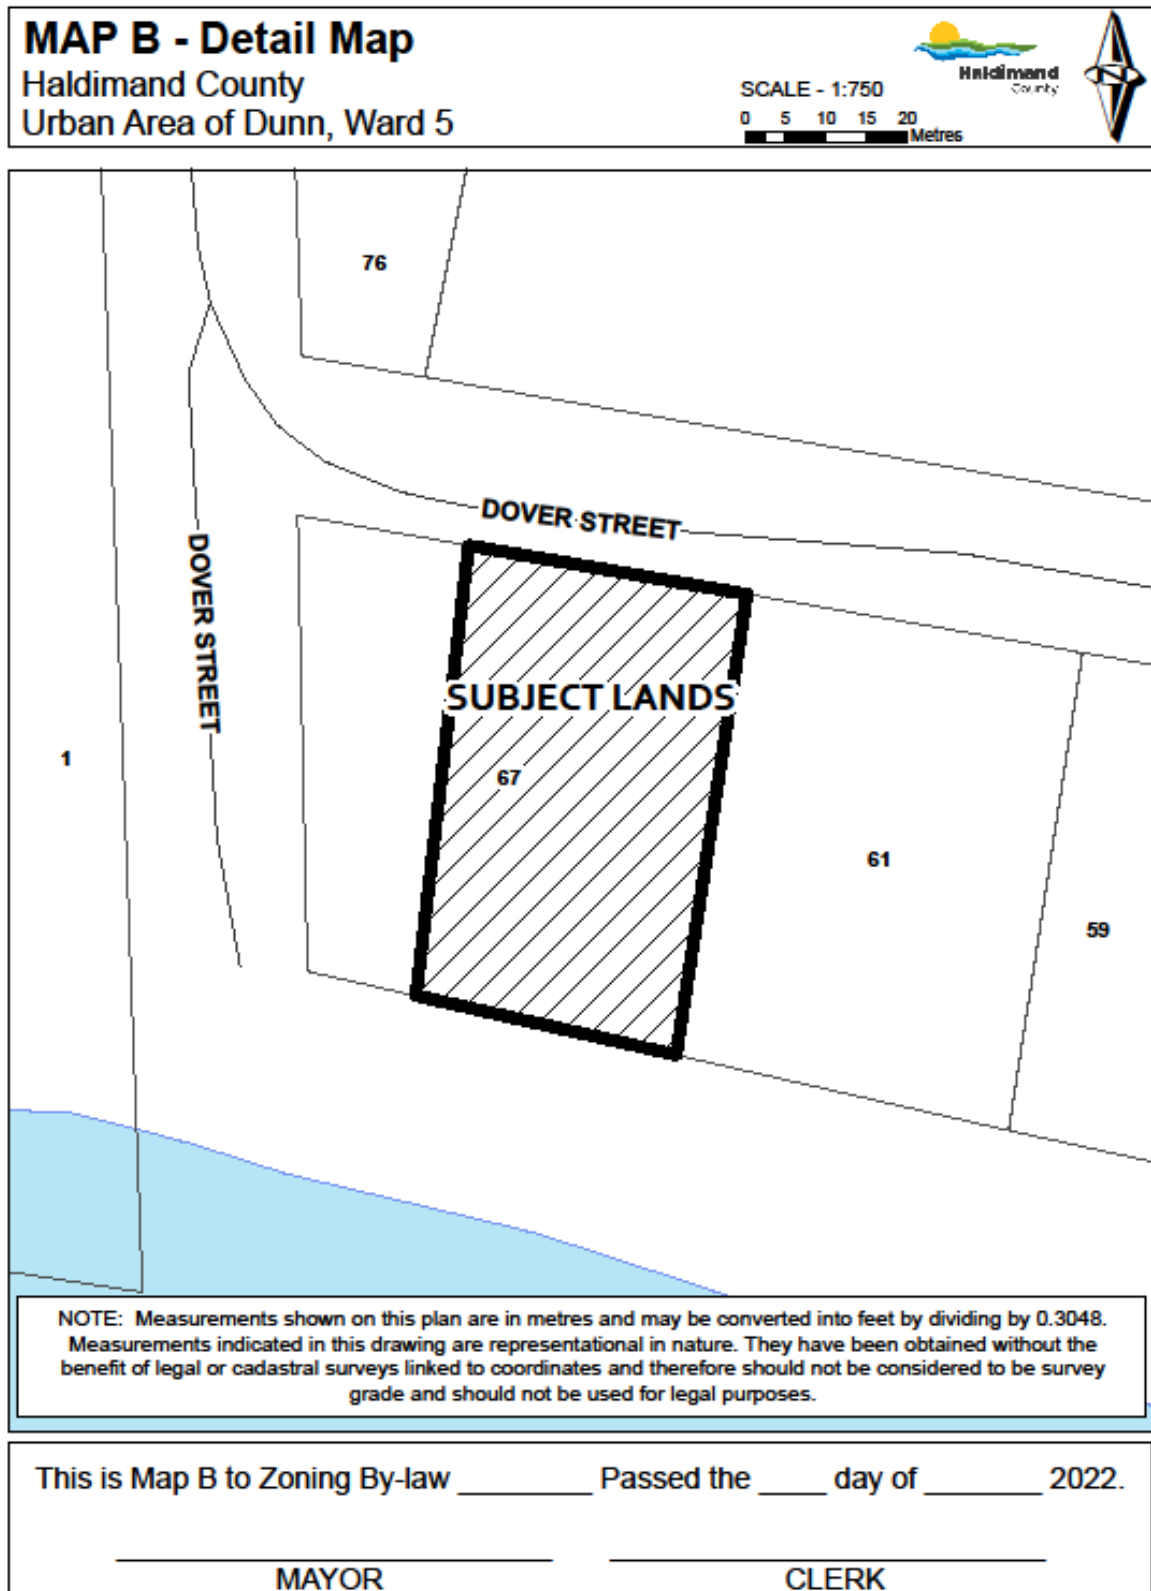 MAP B - Detail Map
Haldimand County
Urban Area of Dunn, Ward 5
SCALE - 1:750
0 5 10 15 20
Metres
Haldimand
County
N
76
DOVER STREET
DOVER STREET
SUBJECT LANDS
1
67
61
59
NOTE: Measurements shown on this plan are in metres and may be converted into feet by dividing by 0.3048.
Measurements indicated in this drawing are representational in nature. They have been obtained without the
benefit of legal or cadastral surveys linked to coordinates and therefore should not be considered to be survey
grade and should not be used for legal purposes.
This is Map B to Zoning By-law ________ Passed the ____ day of _______ 2022.
MAYOR CLERK